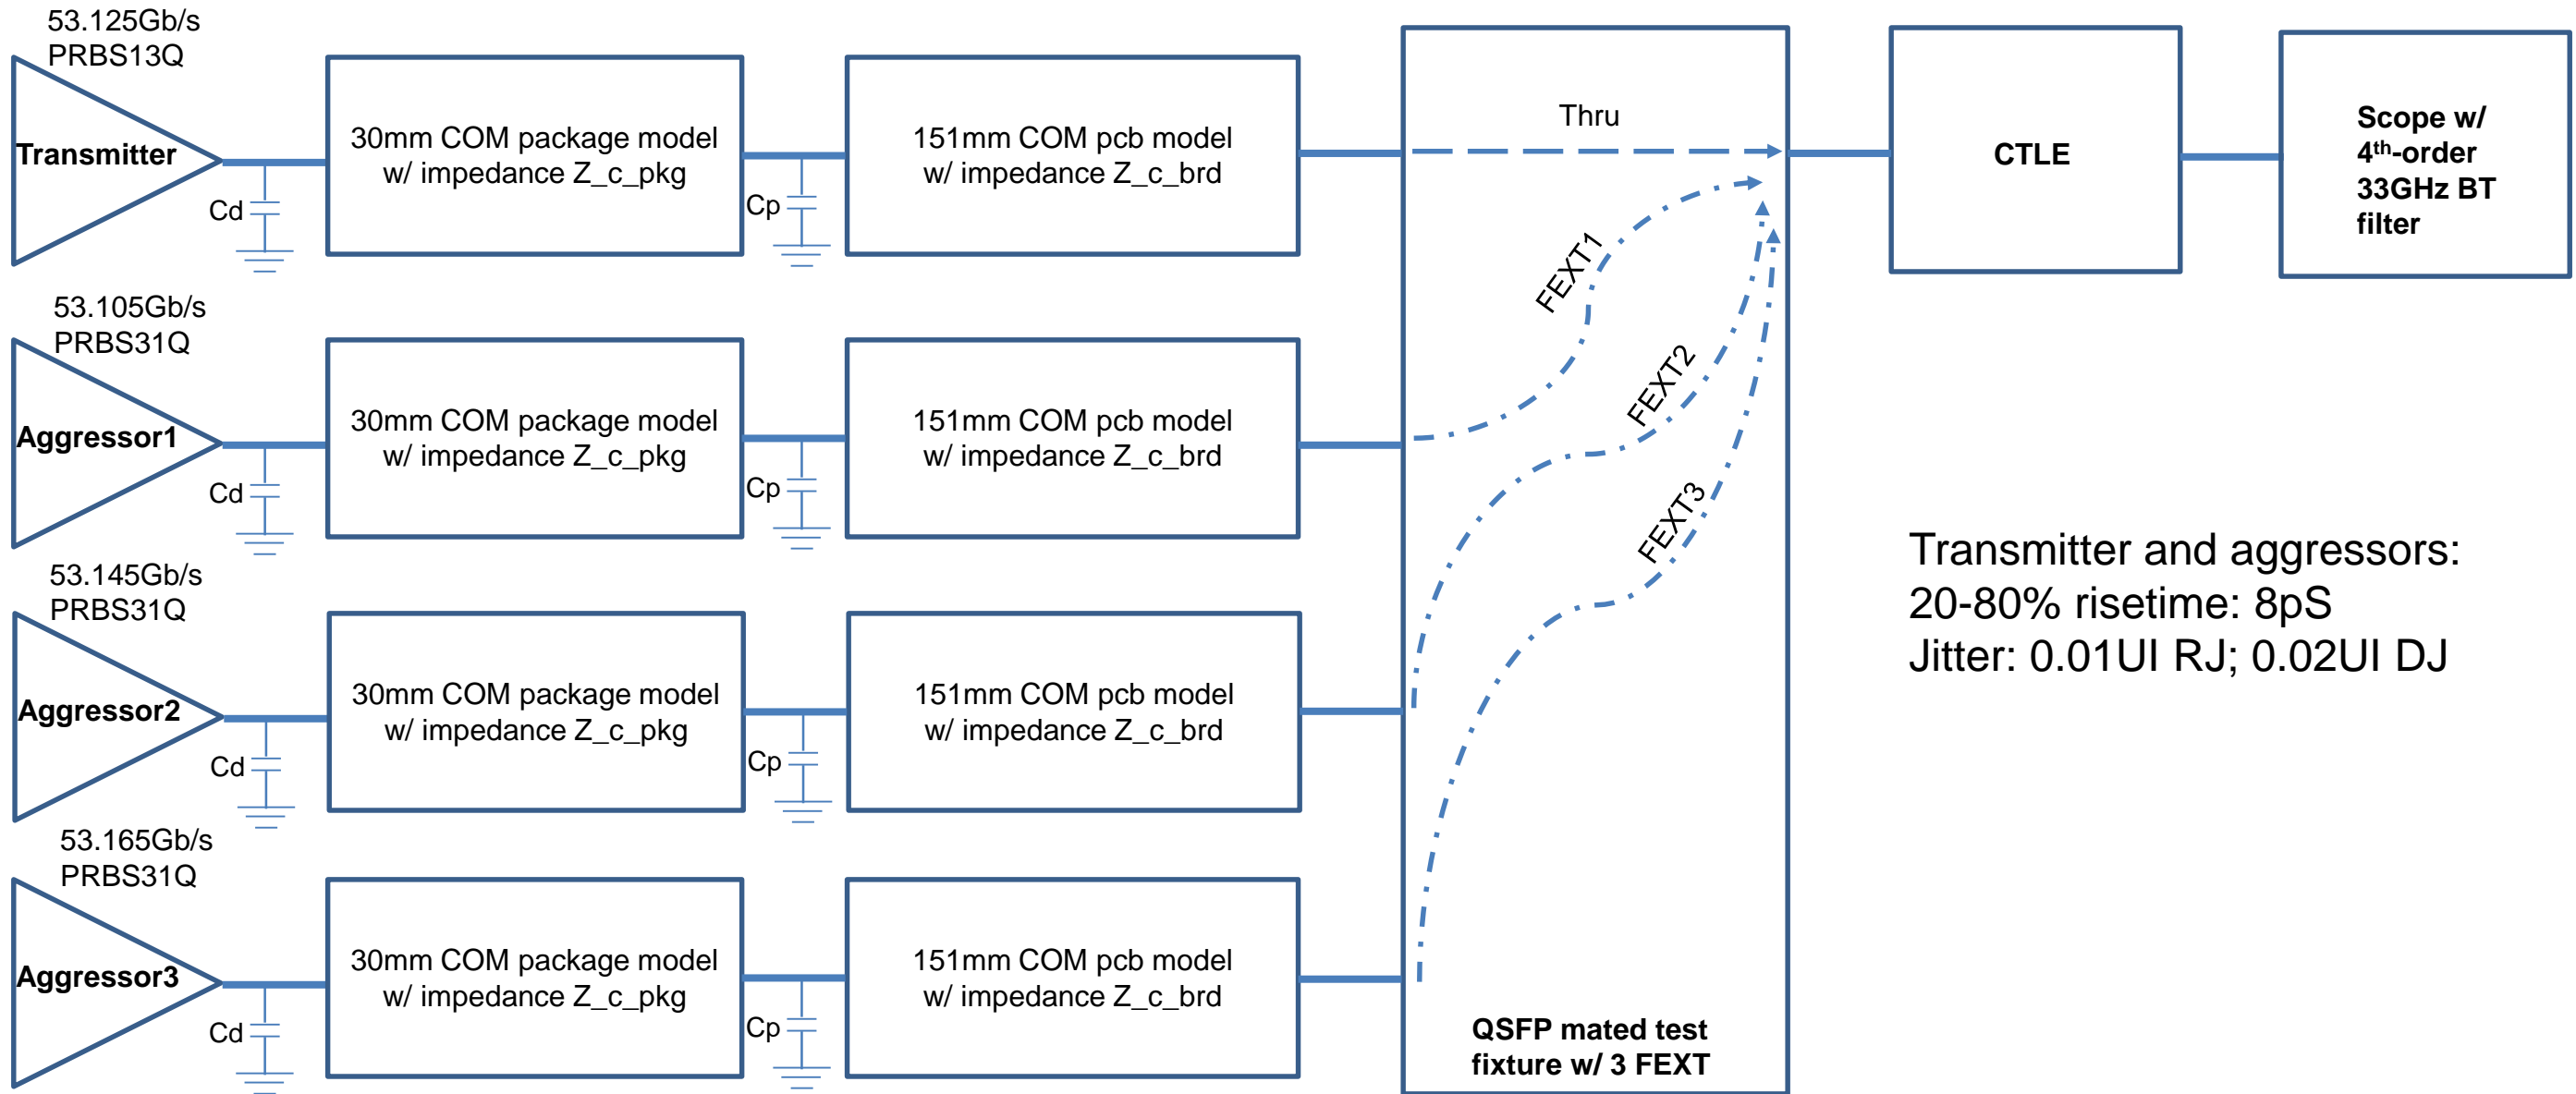 53.125Gb/s
PRBS13Q
Transmitter
Cd
30mm COM package model
w/ impedance Z_c_pkg
Cp
151mm COM pcb model
w/ impedance Z_c_brd
Thru
CTLE
Scope w/
4th-order
33GHz BT
filter
53.105Gb/s
PRBS31Q
Aggressor1
Cd
30mm COM package model
w/ impedance Z_c_pkg
Cp
151mm COM pcb model
w/ impedance Z_c_brd
FEXT1
53.145Gb/s
PRBS31Q
Aggressor2
Cd
30mm COM package model
w/ impedance Z_c_pkg
Cp
151mm COM pcb model
w/ impedance Z_c_brd
FEXT2
53.165Gb/s
PRBS31Q
Aggressor3
Cd
30mm COM package model
w/ impedance Z_c_pkg
Cp
151mm COM pcb model
w/ impedance Z_c_brd
FEXT3
QSFP mated test
fixture w/ 3 FEXT
Transmitter and aggressors:
20-80% risetime: 8pS
Jitter: 0.01UI RJ; 0.02UI DJ